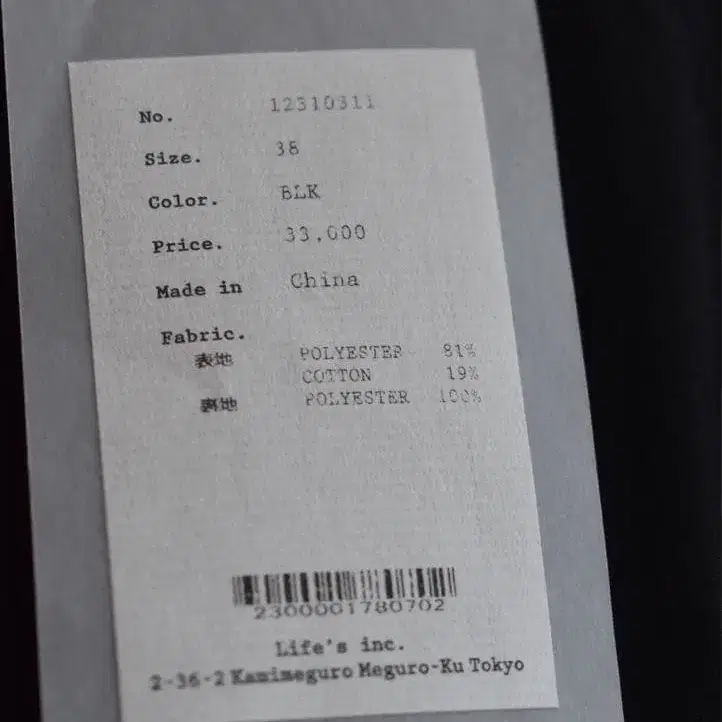 No. 12310311
Size. 38
Color. BLK
Price. 33,000
Made in China
Fabric.
表地 POLYESTER 81%
COTTON 19%
裏地 POLYESTER 100%
2300001780702
Life's inc.
2-36-2 Kamimeguro Meguro-Ku Tokyo